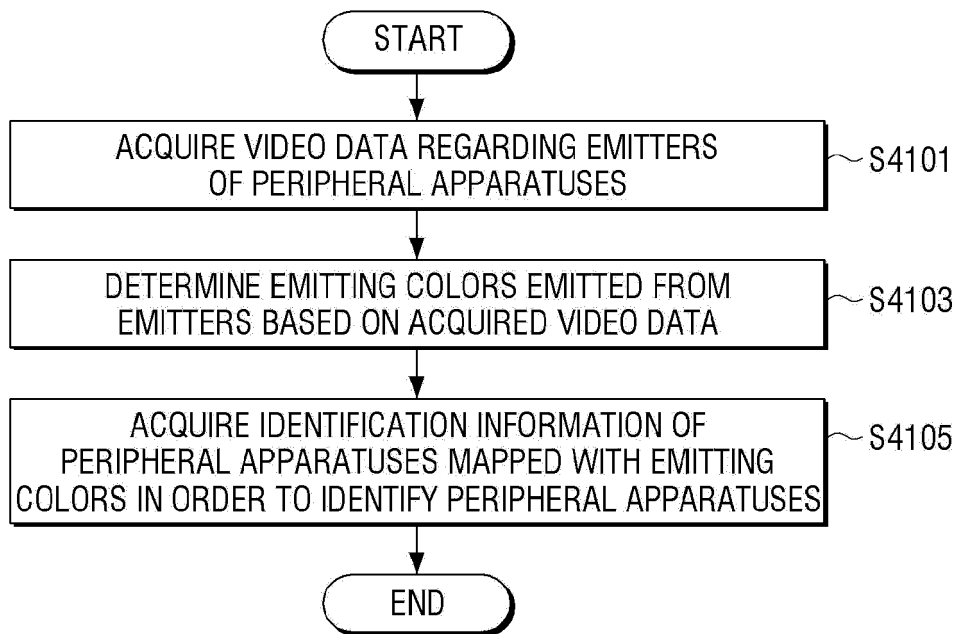 START
ACQUIRE VIDEO DATA REGARDING EMITTERS
OF PERIPHERAL APPARATUSES
S4101
DETERMINE EMITTING COLORS EMITTED FROM
EMITTERS BASED ON ACQUIRED VIDEO DATA
S4103
ACQUIRE IDENTIFICATION INFORMATION OF
PERIPHERAL APPARATUSES MAPPED WITH EMITTING
COLORS IN ORDER TO IDENTIFY PERIPHERAL APPARATUSES
S4105
END